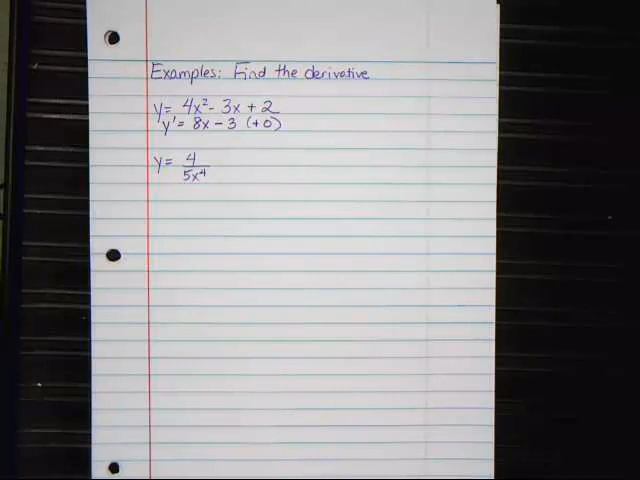 Examples: Find the derivative
y = 4x² - 3x + 2
y' = 8x - 3 (+0)
y = 4/5x⁴